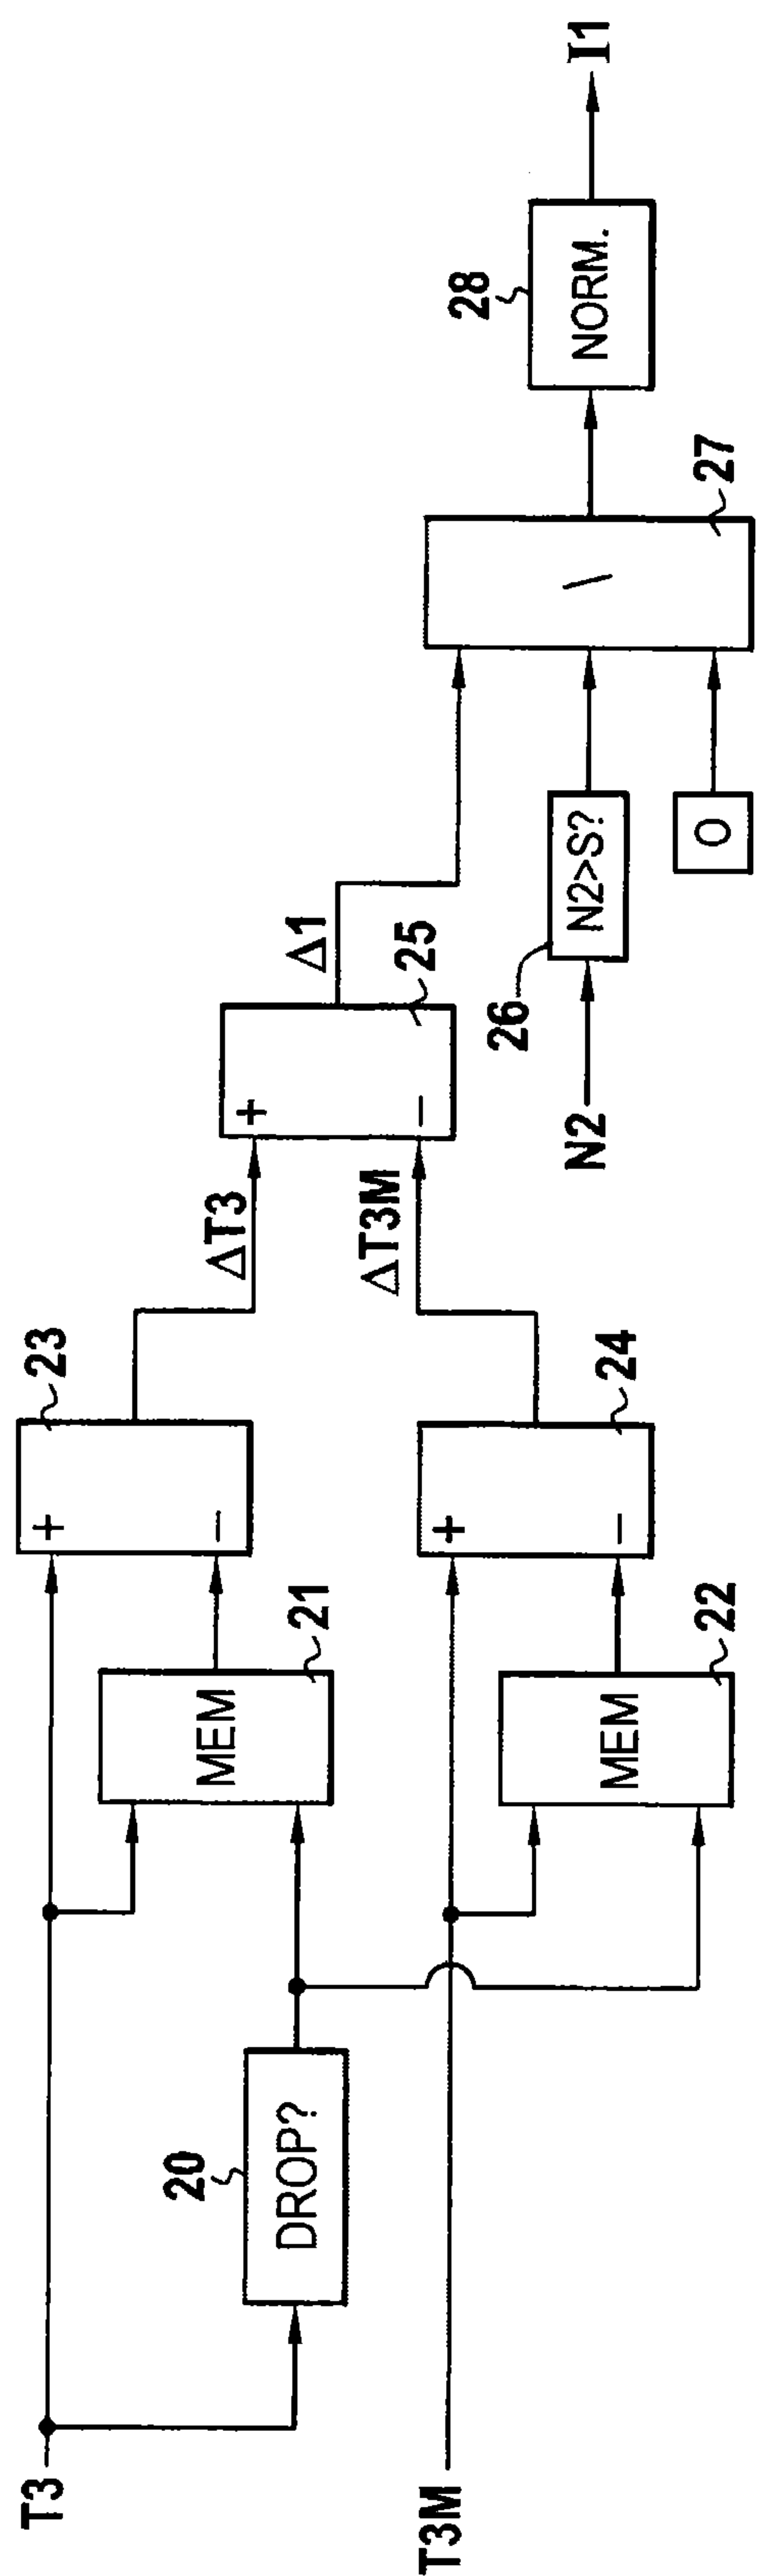 T3
20
DROP?
MEM
21
+
−
23
ΔT3
T3M
MEM
22
+
−
24
ΔT3M
+
−
25
Δ1
N2
26
N2>S?
O
27
28
NORM.
I1